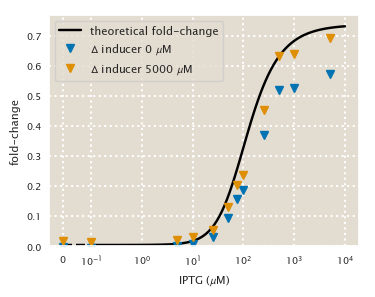 theoretical fold−change
Δ inducer 0 μM
Δ inducer 5000 μM
fold−change
0.7
0.6
0.5
0.4
0.3
0.2
0.1
0.0
0 10⁻¹ 10⁰ 10¹ 10² 10³ 10⁴
IPTG (μM)